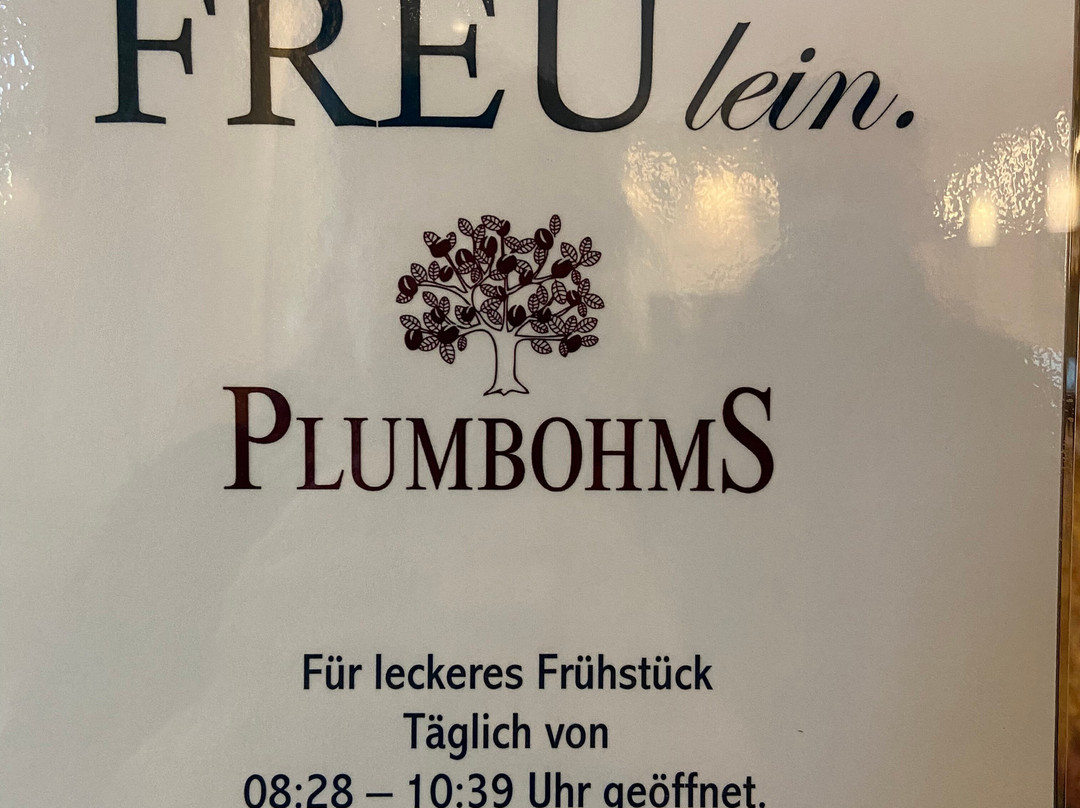 FREUlein.
PLUMBOHMS
Für leckeres Frühstück
Täglich von
08:28 – 10:39 Uhr geöffnet.